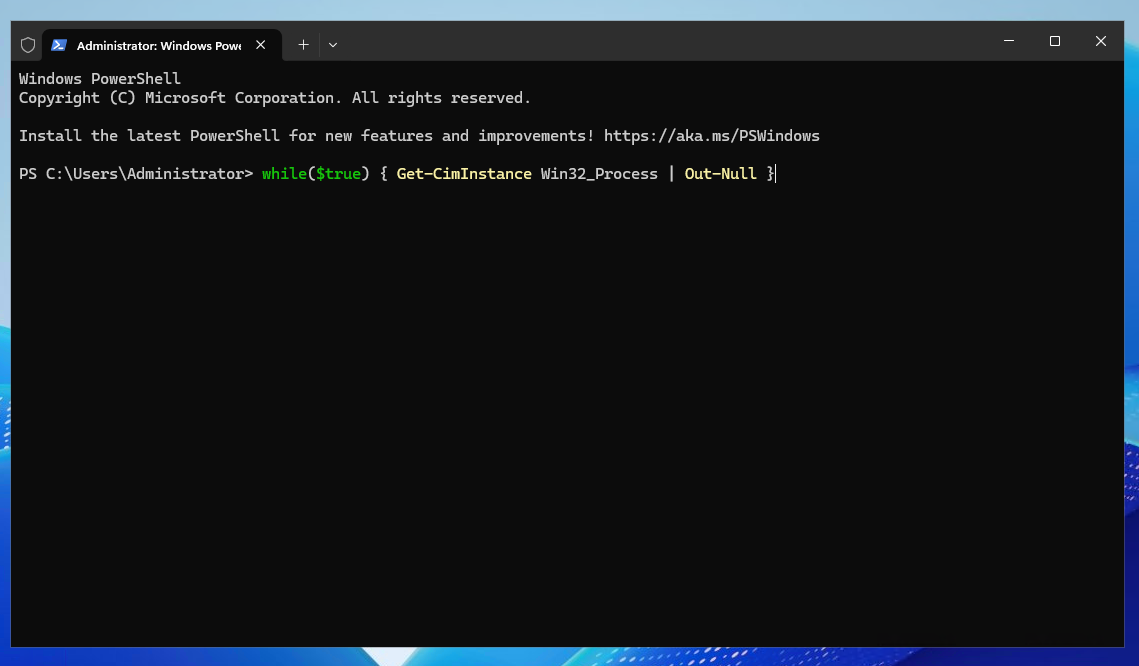 Administrator: Windows Powe
Windows PowerShell
Copyright (C) Microsoft Corporation. All rights reserved.
Install the latest PowerShell for new features and improvements! https://aka.ms/PSWindows
PS C:\Users\Administrator> while($true) { Get-CimInstance Win32_Process | Out-Null }